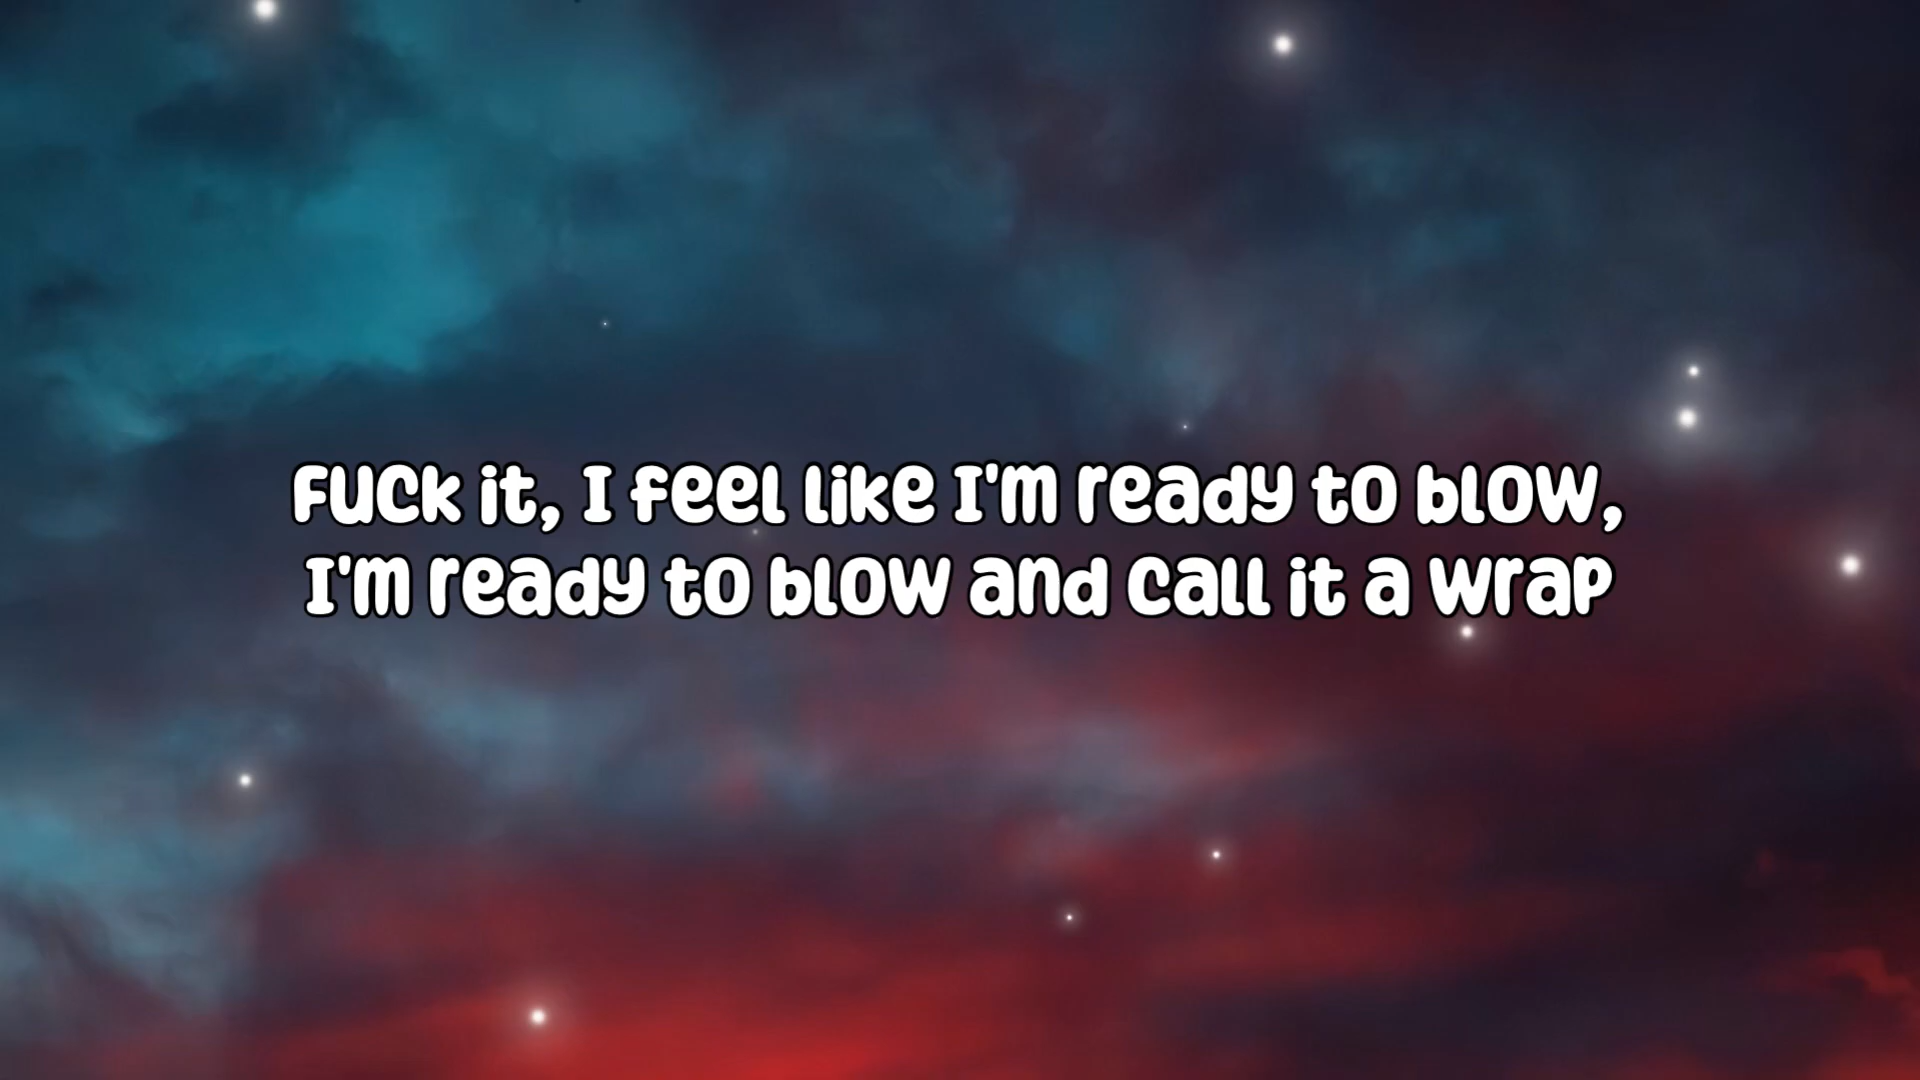 Fuck it, I feel like I'm ready to blow,
I'm ready to blow and call it a wrap